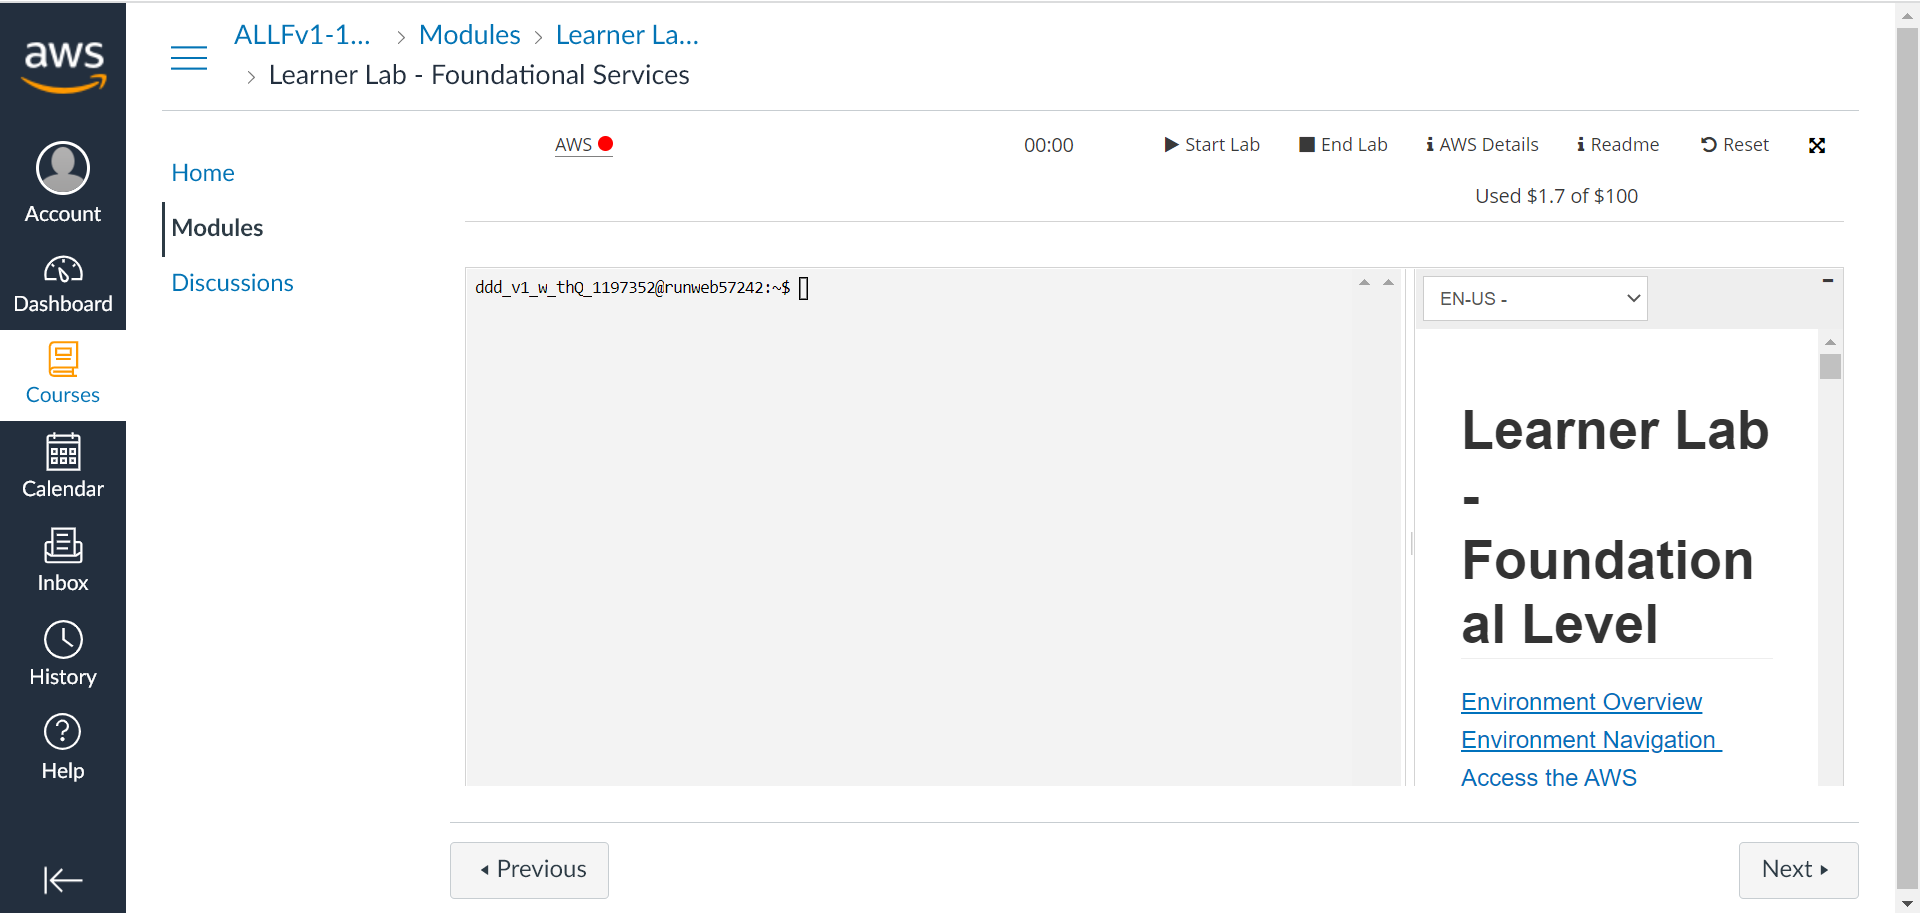 aws
Account
Dashboard
Courses
Calendar
Inbox
History
Help
ALLFv1-1... > Modules > Learner La...
> Learner Lab - Foundational Services
Home
Modules
Discussions
AWS
00:00
Start Lab
End Lab
AWS Details
Readme
Reset
Used $1.7 of $100
ddd_v1_w_thQ_1197352@runweb57242:~$
EN-US -
Learner Lab
-
Foundation
al Level
Environment Overview
Environment Navigation
Access the AWS
Previous
Next